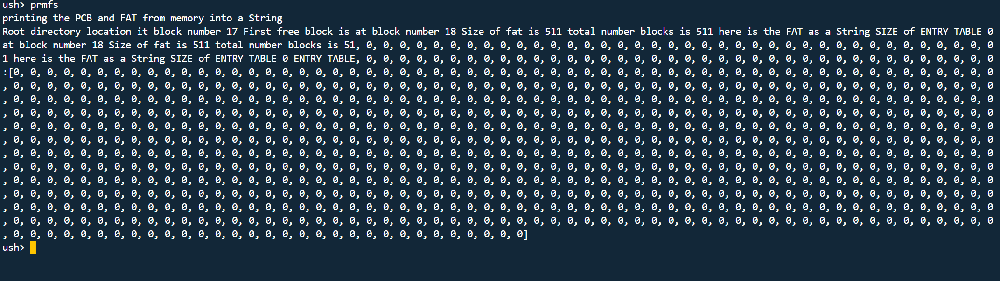 ush> prmfs
printing the PCB and FAT from memory into a String
Root directory location it block number 17 First free block is at block number 18 Size of fat is 511 total number blocks is 511 here is the FAT as a String SIZE of ENTRY TABLE 0
at block number 18 Size of fat is 511 total number blocks is 51, 0, 0, 0, 0, 0, 0, 0, 0, 0, 0, 0, 0, 0, 0, 0, 0, 0, 0, 0, 0, 0, 0, 0, 0, 0, 0, 0, 0, 0, 0, 0, 0, 0, 0, 0, 0, 0, 0
1 here is the FAT as a String SIZE of ENTRY TABLE 0 ENTRY TABLE, 0, 0, 0, 0, 0, 0, 0, 0, 0, 0, 0, 0, 0, 0, 0, 0, 0, 0, 0, 0, 0, 0, 0, 0, 0, 0, 0, 0, 0, 0, 0, 0, 0, 0, 0, 0, 0, 0
:[0, 0, 0, 0, 0, 0, 0, 0, 0, 0, 0, 0, 0, 0, 0, 0, 0, 0, 0, 0, 0, 0, 0, 0, 0, 0, 0, 0, 0, 0, 0, 0, 0, 0, 0, 0, 0, 0, 0, 0, 0, 0, 0, 0, 0, 0, 0, 0, 0, 0, 0, 0, 0, 0, 0, 0, 0, 0, 0
, 0, 0, 0, 0, 0, 0, 0, 0, 0, 0, 0, 0, 0, 0, 0, 0, 0, 0, 0, 0, 0, 0, 0, 0, 0, 0, 0, 0, 0, 0, 0, 0, 0, 0, 0, 0, 0, 0, 0, 0, 0, 0, 0, 0, 0, 0, 0, 0, 0, 0, 0, 0, 0, 0, 0, 0, 0, 0, 0
, 0, 0, 0, 0, 0, 0, 0, 0, 0, 0, 0, 0, 0, 0, 0, 0, 0, 0, 0, 0, 0, 0, 0, 0, 0, 0, 0, 0, 0, 0, 0, 0, 0, 0, 0, 0, 0, 0, 0, 0, 0, 0, 0, 0, 0, 0, 0, 0, 0, 0, 0, 0, 0, 0, 0, 0, 0, 0, 0
, 0, 0, 0, 0, 0, 0, 0, 0, 0, 0, 0, 0, 0, 0, 0, 0, 0, 0, 0, 0, 0, 0, 0, 0, 0, 0, 0, 0, 0, 0, 0, 0, 0, 0, 0, 0, 0, 0, 0, 0, 0, 0, 0, 0, 0, 0, 0, 0, 0, 0, 0, 0, 0, 0, 0, 0, 0, 0, 0
, 0, 0, 0, 0, 0, 0, 0, 0, 0, 0, 0, 0, 0, 0, 0, 0, 0, 0, 0, 0, 0, 0, 0, 0, 0, 0, 0, 0, 0, 0, 0, 0, 0, 0, 0, 0, 0, 0, 0, 0, 0, 0, 0, 0, 0, 0, 0, 0, 0, 0, 0, 0, 0, 0, 0, 0, 0, 0, 0
, 0, 0, 0, 0, 0, 0, 0, 0, 0, 0, 0, 0, 0, 0, 0, 0, 0, 0, 0, 0, 0, 0, 0, 0, 0, 0, 0, 0, 0, 0, 0, 0, 0, 0, 0, 0, 0, 0, 0, 0, 0, 0, 0, 0, 0, 0, 0, 0, 0, 0, 0, 0, 0, 0, 0, 0, 0, 0, 0
, 0, 0, 0, 0, 0, 0, 0, 0, 0, 0, 0, 0, 0, 0, 0, 0, 0, 0, 0, 0, 0, 0, 0, 0, 0, 0, 0, 0, 0, 0, 0, 0, 0, 0, 0, 0, 0, 0, 0, 0, 0, 0, 0, 0, 0, 0, 0, 0, 0, 0, 0, 0, 0, 0, 0, 0, 0, 0, 0
, 0, 0, 0, 0, 0, 0, 0, 0, 0, 0, 0, 0, 0, 0, 0, 0, 0, 0, 0, 0, 0, 0, 0, 0, 0, 0, 0, 0, 0, 0, 0, 0, 0, 0, 0, 0, 0, 0, 0, 0, 0, 0, 0, 0, 0, 0, 0, 0, 0, 0, 0, 0, 0, 0, 0, 0, 0, 0, 0
, 0, 0, 0, 0, 0, 0, 0, 0, 0, 0, 0, 0, 0, 0, 0, 0, 0, 0, 0, 0, 0, 0, 0, 0, 0, 0, 0, 0, 0, 0, 0, 0, 0, 0, 0, 0, 0, 0, 0, 0, 0, 0, 0, 0, 0, 0, 0, 0, 0, 0, 0, 0, 0, 0, 0, 0, 0, 0, 0
, 0, 0, 0, 0, 0, 0, 0, 0, 0, 0, 0, 0, 0, 0, 0, 0, 0, 0, 0, 0, 0, 0, 0, 0, 0, 0, 0, 0, 0, 0, 0, 0, 0, 0, 0, 0, 0, 0, 0, 0, 0, 0, 0, 0, 0, 0, 0, 0, 0, 0, 0, 0, 0, 0, 0, 0, 0, 0, 0
, 0, 0, 0, 0, 0, 0, 0, 0, 0, 0, 0, 0, 0, 0, 0, 0, 0, 0, 0, 0, 0, 0, 0, 0, 0, 0, 0, 0, 0, 0, 0, 0, 0, 0, 0, 0, 0, 0, 0, 0, 0, 0, 0, 0, 0, 0, 0, 0, 0, 0, 0, 0, 0, 0, 0, 0, 0, 0, 0
, 0, 0, 0, 0, 0, 0, 0, 0, 0, 0, 0, 0, 0, 0, 0, 0, 0, 0, 0, 0, 0, 0, 0, 0, 0, 0, 0, 0, 0, 0, 0, 0, 0, 0, 0, 0, 0, 0, 0, 0, 0, 0, 0, 0, 0, 0, 0, 0, 0, 0, 0, 0, 0, 0, 0, 0, 0, 0, 0
, 0, 0, 0, 0, 0, 0, 0, 0, 0, 0, 0, 0, 0, 0, 0, 0, 0, 0, 0, 0, 0, 0, 0, 0, 0, 0, 0, 0, 0, 0, 0]
ush>